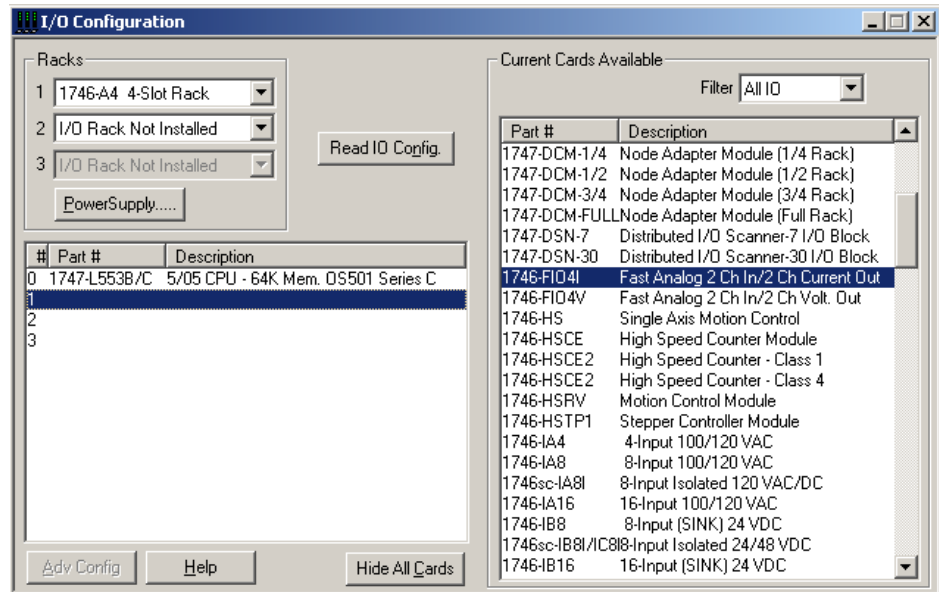 I/O Configuration
Racks
1 1746-A4 4-Slot Rack
2 I/O Rack Not Installed
3 I/O Rack Not Installed
PowerSupply.....
Read IO Config.
# Part # Description
0 1747-L553B/C 5/05 CPU - 64K Mem. OS501 Series C
1
2
3
Adv Config
Help
Hide All Cards
Current Cards Available
Filter All IO
Part # Description
1747-DCM-1/4 Node Adapter Module (1/4 Rack)
1747-DCM-1/2 Node Adapter Module (1/2 Rack)
1747-DCM-3/4 Node Adapter Module (3/4 Rack)
1747-DCM-FULL Node Adapter Module (Full Rack)
1747-DSN-7 Distributed I/O Scanner-7 I/O Block
1747-DSN-30 Distributed I/O Scanner-30 I/O Block
1746-FIO4I Fast Analog 2 Ch In/2 Ch Current Out
1746-FIO4V Fast Analog 2 Ch In/2 Ch Volt. Out
1746-HS Single Axis Motion Control
1746-HSCE High Speed Counter Module
1746-HSCE2 High Speed Counter - Class 1
1746-HSCE2 High Speed Counter - Class 4
1746-HSRV Motion Control Module
1746-HSTP1 Stepper Controller Module
1746-IA4 4-Input 100/120 VAC
1746-IA8 8-Input 100/120 VAC
1746sc-IA8I 8-Input Isolated 120 VAC/DC
1746-IA16 16-Input 100/120 VAC
1746-IB8 8-Input (SINK) 24 VDC
1746sc-IB8I/IC8I8-Input Isolated 24/48 VDC
1746-IB16 16-Input (SINK) 24 VDC